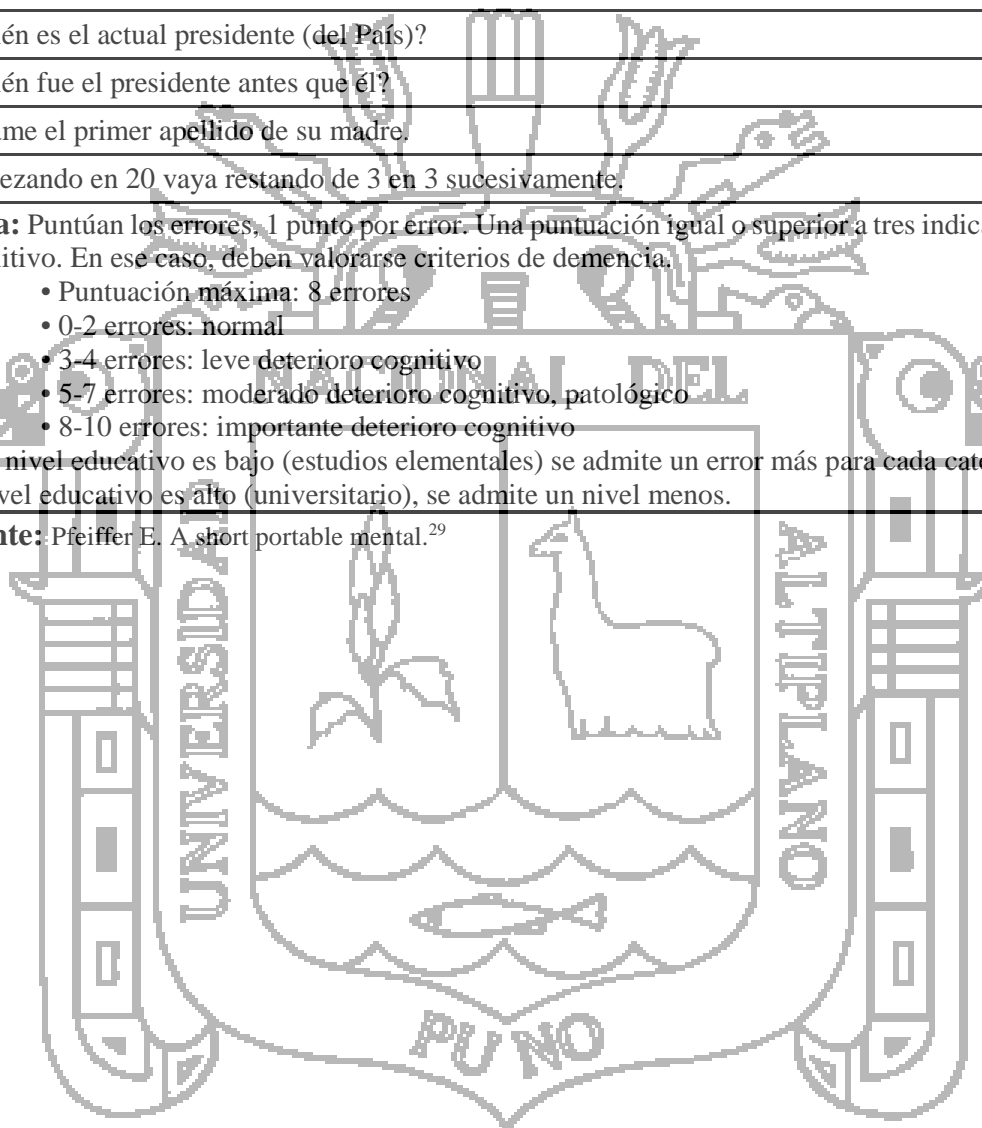 én es el actual presidente (del País)?
én fue el presidente antes que él?
me el primer apellido de su madre.
ezando en 20 vaya restando de 3 en 3 sucesivamente.
a: Puntúan los errores, 1 punto por error. Una puntuación igual o superior a tres indic
itivo. En ese caso, deben valorarse criterios de demencia.
• Puntuación máxima: 8 errores
• 0-2 errores: normal
• 3-4 errores: leve deterioro cognitivo
• 5-7 errores: moderado deterioro cognitivo, patológico
• 8-10 errores: importante deterioro cognitivo
nivel educativo es bajo (estudios elementales) se admite un error más para cada cate
vel educativo es alto (universitario), se admite un nivel menos.
nte: Pfeiffer E. A short portable mental.29
NACIONAL DEL
UNIVERSIDAD
ALTIPLANO
PUNO